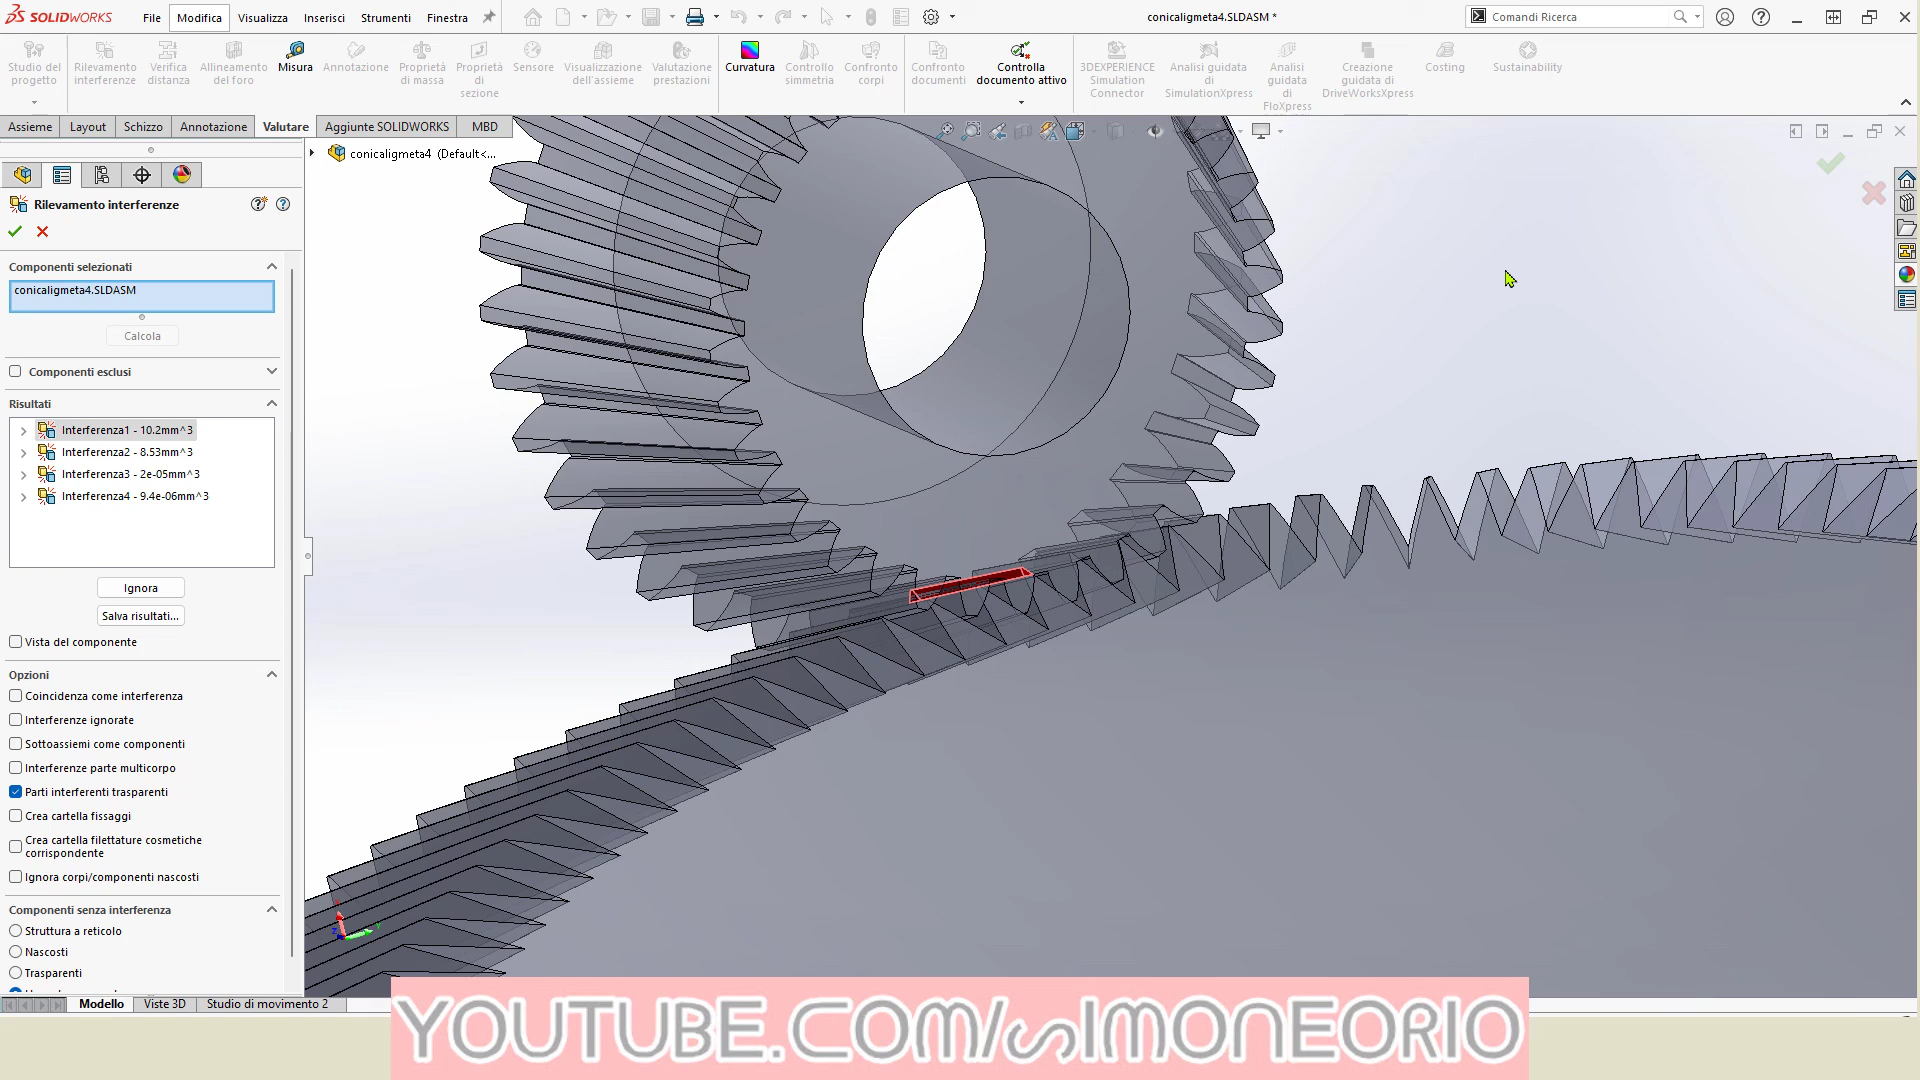 SOLIDWORKS
File
Modifica
Visualizza
Inserisci
Strumenti
Finestra
conicaligmeta4.SLDASM *
Comandi Ricerca
Studio del progetto
Rilevamento interferenze
Verifica distanza
Allineamento del foro
Misura
Annotazione
Proprietà di massa
Proprietà di sezione
Sensore
Visualizzazione dell'assieme
Valutazione prestazioni
Curvatura
Controllo simmetria
Confronto corpi
Confronto documenti
Controlla documento attivo
3DEXPERIENCE Simulation Connector
Analisi guidata di SimulationXpress
Analisi guidata di FloXpress
Creazione guidata di DriveWorksXpress
Costing
Sustainability
Assieme
Layout
Schizzo
Annotazione
Valutare
Aggiunte SOLIDWORKS
MBD
conicaligmeta4 (Default<...
Rilevamento interferenze
Componenti selezionati
conicaligmeta4.SLDASM
Calcola
Componenti esclusi
Risultati
Interferenza1 - 10.2mm^3
Interferenza2 - 8.53mm^3
Interferenza3 - 2e-05mm^3
Interferenza4 - 9.4e-06mm^3
Ignora
Salva risultati...
Vista del componente
Opzioni
Coincidenza come interferenza
Interferenze ignorate
Sottoassiemi come componenti
Interferenze parte multicorpo
Parti interferenti trasparenti
Crea cartella fissaggi
Crea cartella filettature cosmetiche
corrispondente
Ignora corpi/componenti nascosti
Componenti senza interferenza
Struttura a reticolo
Nascosti
Trasparenti
Modello
Viste 3D
Studio di movimento 2
YOUTUBE.COM/SIMONEORIO